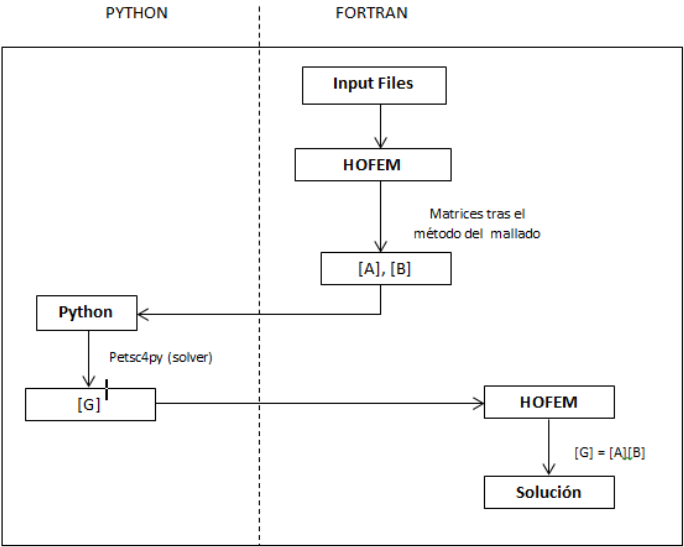 PYTHON
FORTRAN
Input Files
HOFEM
Matrices tras el
método del mallado
[A], [B]
Python
Petsc4py (solver)
[G]
HOFEM
[G] = [A][B]
Solución